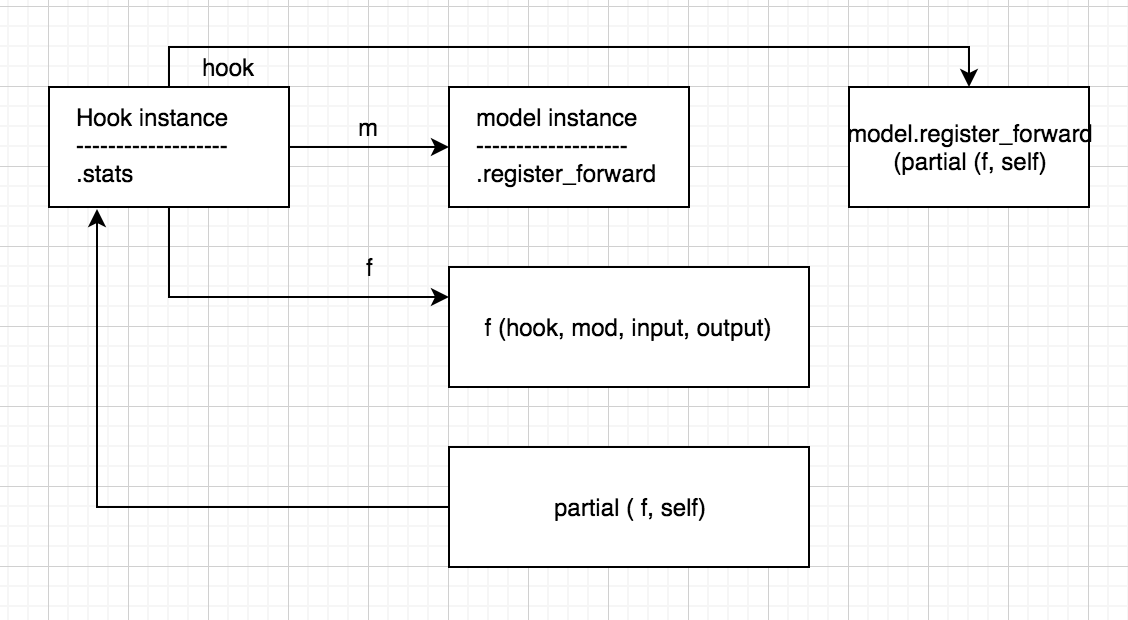 hook
Hook instance
-------------------
.stats
m
model instance
-------------------
.register_forward
model.register_forward
(partial (f, self)
f
f (hook, mod, input, output)
partial ( f, self)